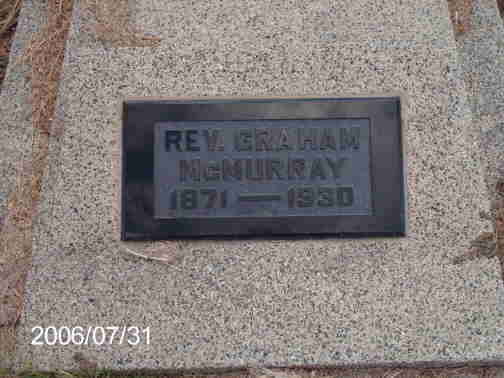 REV. GRAHAM
McMURRAY
1871 — 1930
2006/07/31